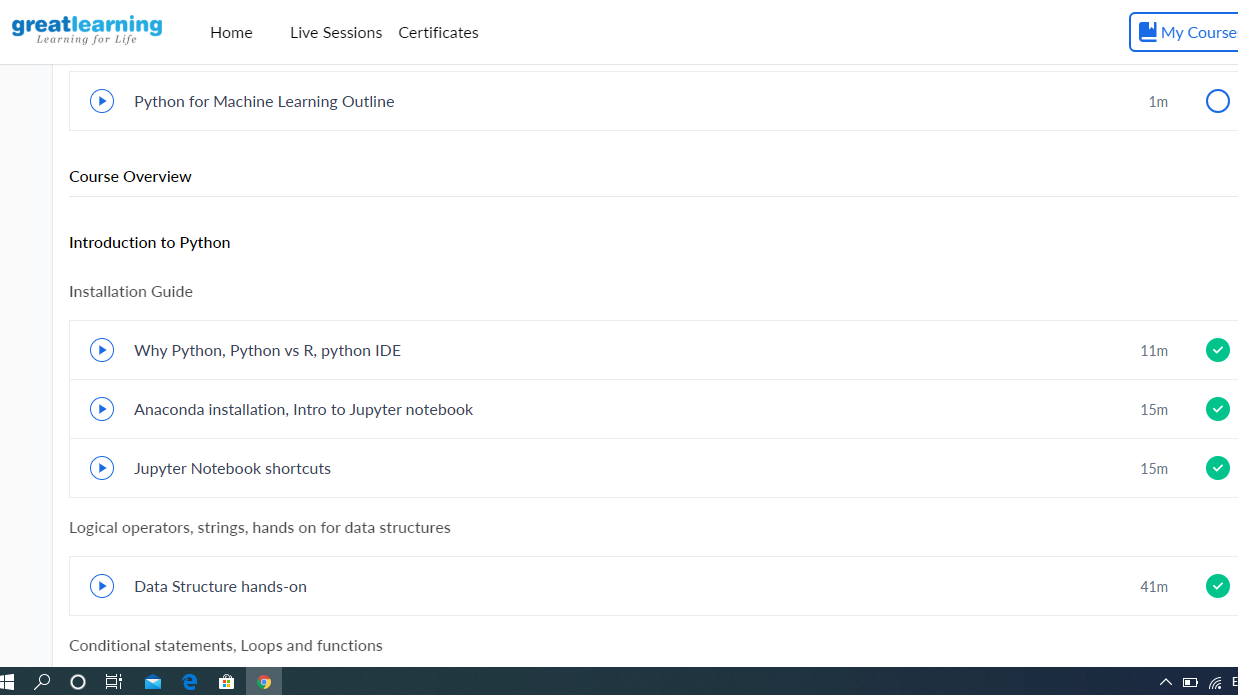 greatlearning
Learning for Life
Home Live Sessions Certificates
My Courses
Python for Machine Learning Outline 1m
Course Overview
Introduction to Python
Installation Guide
Why Python, Python vs R, python IDE 11m
Anaconda installation, Intro to Jupyter notebook 15m
Jupyter Notebook shortcuts 15m
Logical operators, strings, hands on for data structures
Data Structure hands-on 41m
Conditional statements, Loops and functions